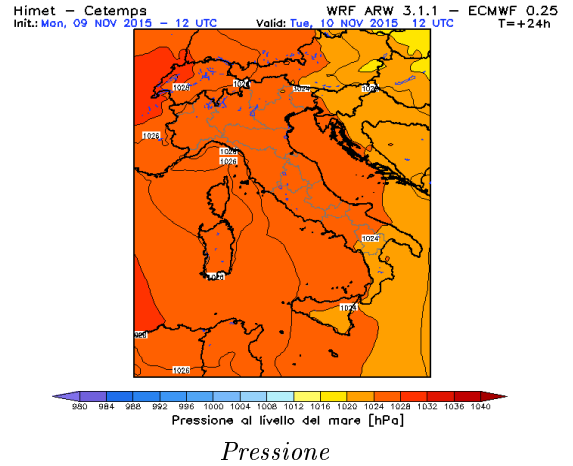 Himet – Cetemps WRF ARW 3.1.1 – ECMWF 0.25
Init.: Mon, 09 NOV 2015 – 12 UTC Valid: Tue, 10 NOV 2015 12 UTC T=+24h
1024
1024
1026
1026
1026
1024
1024
1026
980 984 988 992 996 1000 1004 1008 1012 1016 1020 1024 1028 1032 1036 1040
Pressione al livello del mare [hPa]
Pressione